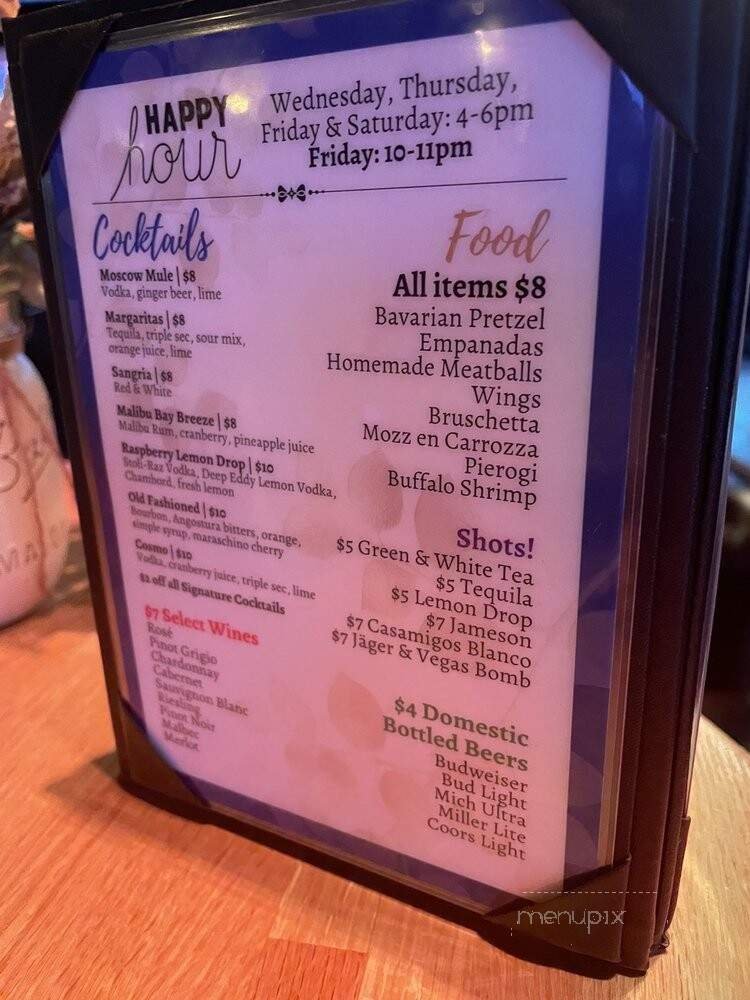 HAPPY
hour
Wednesday, Thursday,
Friday & Saturday: 4-6pm
Friday: 10-11pm
Cocktails
Moscow Mule | $8
Vodka, ginger beer, lime
Margaritas | $8
Tequila, triple sec, sour mix,
orange juice, lime
Sangria | $8
Red & White
Malibu Bay Breeze | $8
Malibu Rum, cranberry, pineapple juice
Raspberry Lemon Drop | $10
Stoli-Raz Vodka, Deep Eddy Lemon Vodka,
Chambord, fresh lemon
Old Fashioned | $10
Bourbon, Angostura bitters, orange,
simple syrup, maraschino cherry
Cosmo | $10
Vodka, cranberry juice, triple sec, lime
$2 off all Signature Cocktails
$7 Select Wines
Rosé
Pinot Grigio
Chardonnay
Cabernet
Sauvignon Blanc
Riesling
Pinot Noir
Malbec
Merlot
Food
All items $8
Bavarian Pretzel
Empanadas
Homemade Meatballs
Wings
Bruschetta
Mozz en Carrozza
Pierogi
Buffalo Shrimp
Shots!
$5 Green & White Tea
$5 Tequila
$5 Lemon Drop
$7 Jameson
$7 Casamigos Blanco
$7 Jäger & Vegas Bomb
$4 Domestic
Bottled Beers
Budweiser
Bud Light
Mich Ultra
Miller Lite
Coors Light
menupix